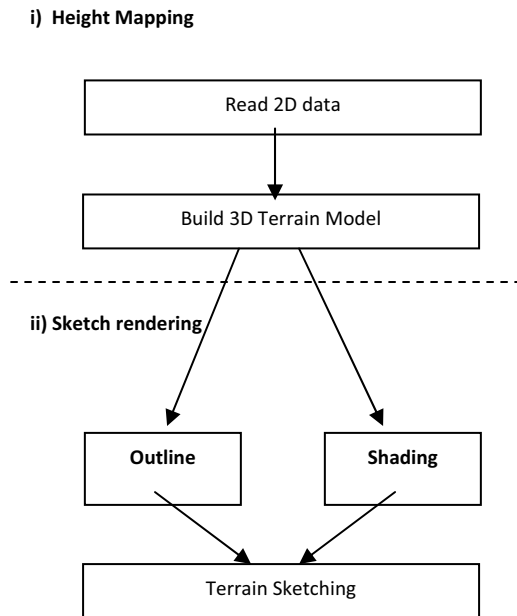 i) Height Mapping
Read 2D data
Build 3D Terrain Model
ii) Sketch rendering
Outline
Shading
Terrain Sketching